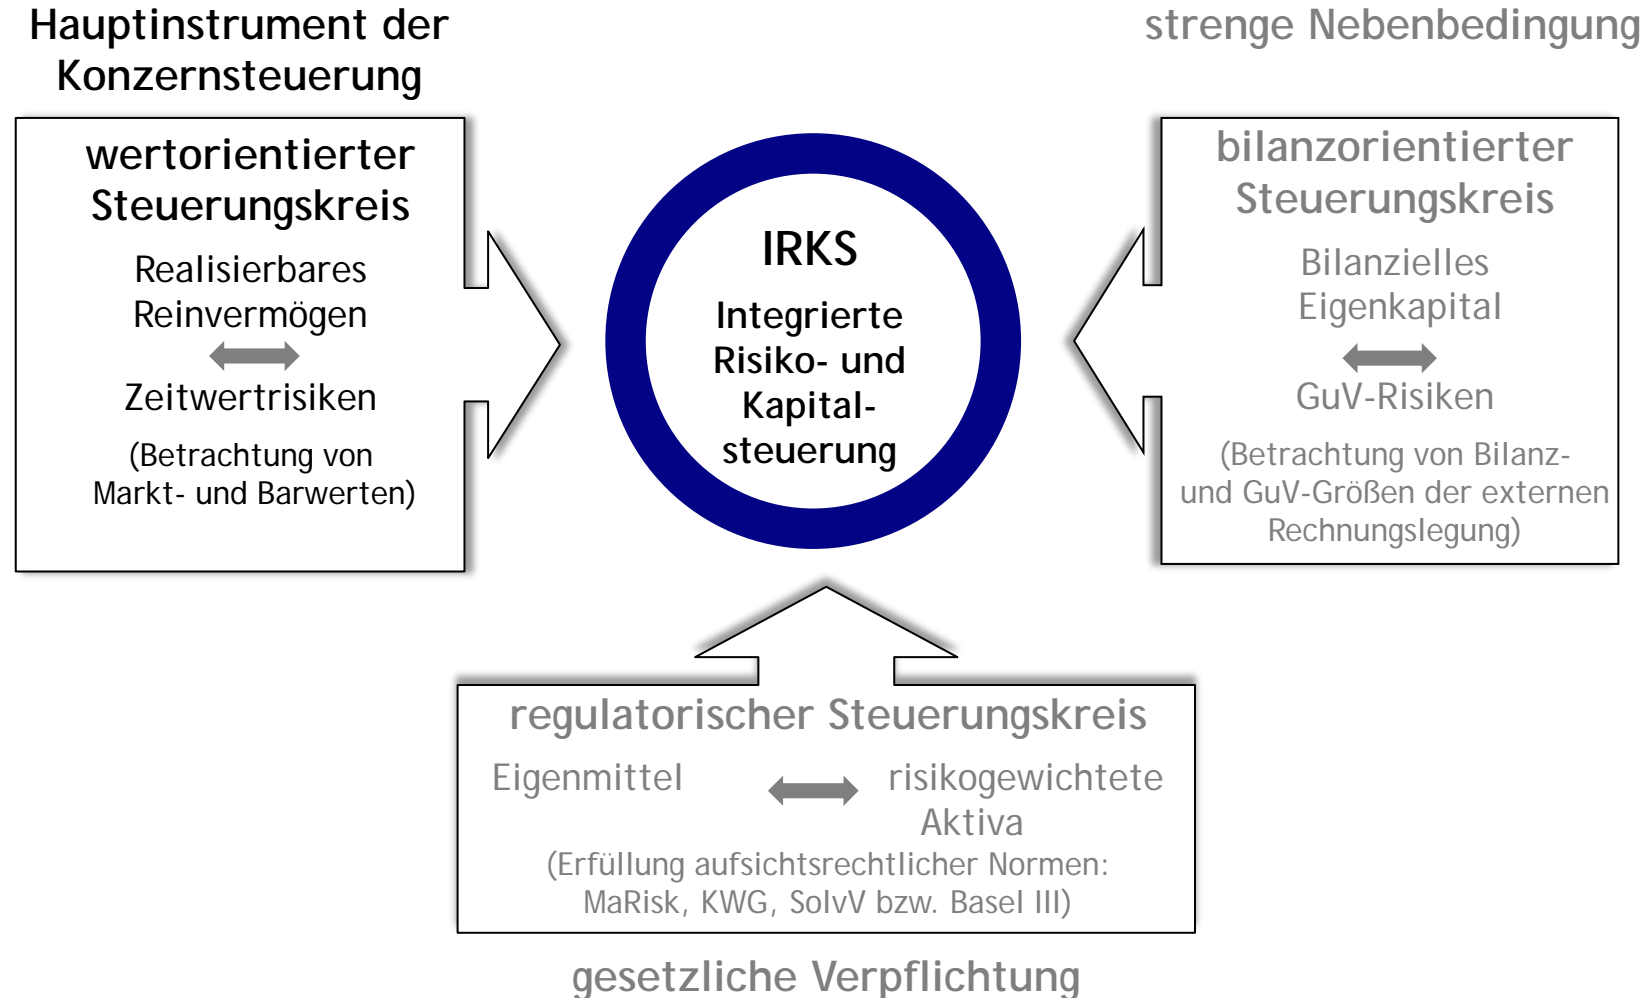 Hauptinstrument der
Konzernsteuerung
wertorientierter
Steuerungskreis
Realisierbares
Reinvermögen
Zeitwertrisiken
(Betrachtung von
Markt- und Barwerten)
IRKS
Integrierte
Risiko- und
Kapital-
steuerung
strenge Nebenbedingung
bilanzorientierter
Steuerungskreis
Bilanzielles
Eigenkapital
GuV-Risiken
(Betrachtung von Bilanz-
und GuV-Größen der externen
Rechnungslegung)
regulatorischer Steuerungskreis
Eigenmittel
risikogewichtete
Aktiva
(Erfüllung aufsichtsrechtlicher Normen:
MaRisk, KWG, SolvV bzw. Basel III)
gesetzliche Verpflichtung